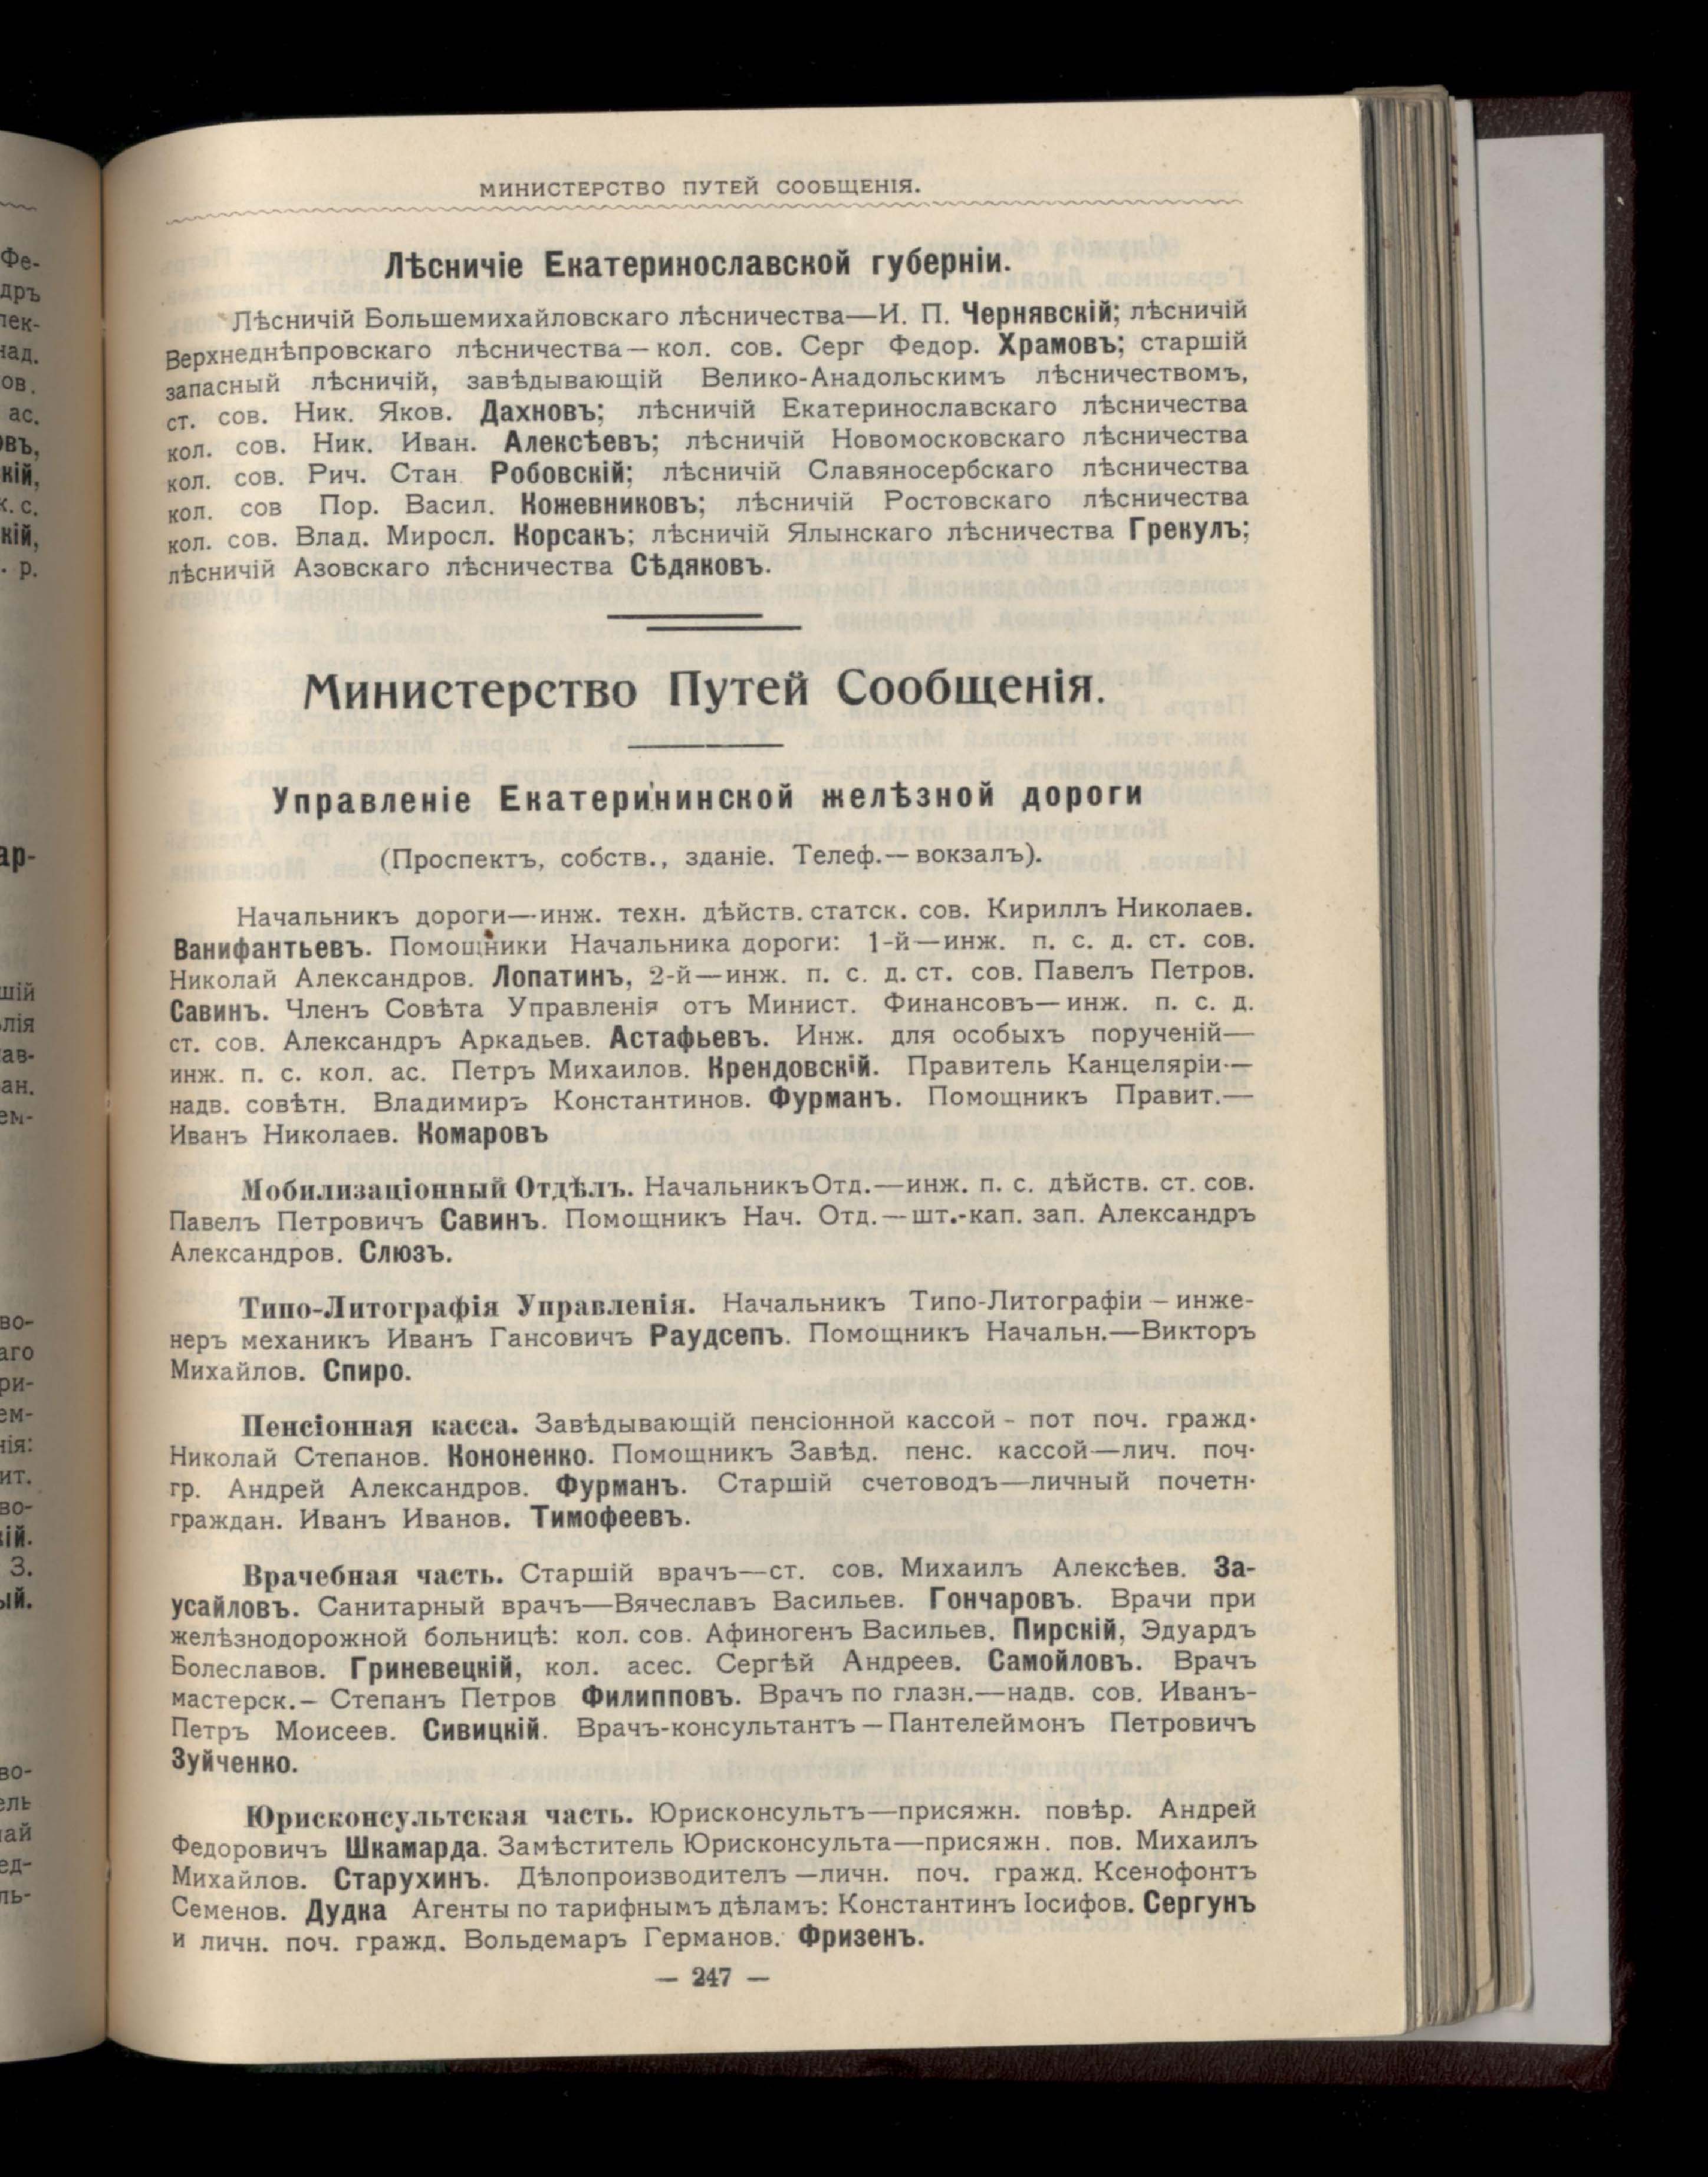 МИНИСТЕРСТВО ПУТЕЙ СООБЩЕНІЯ.
Лѣсничіе Екатеринославской губерніи.
Лѣсничій Большемихайловскаго лѣсничества—И. П. Чернявскій; лѣсничій
Верхнеднѣпровскаго лѣсничества—кол. сов. Серг Федор. Храмовъ; старшій
запасный лѣсничій, завѣдывающій Велико-Анадольскимъ лѣсничествомъ,
ст. сов. Ник. Яков. Дахновъ; лѣсничій Екатеринославскаго лѣсничества
кол. сов. Ник. Иван. Алексѣевъ; лѣсничій Новомосковскаго лѣсничества
кол. сов. Рич. Стан Робовскій; лѣсничій Славяносербскаго лѣсничества
кол. сов Пор. Васил. Кожевниковъ; лѣсничій Ростовскаго лѣсничества
кол. сов. Влад. Миросл. Корсакъ; лѣсничій Ялынскаго лѣсничества Грекулъ;
лѣсничій Азовскаго лѣсничества Сѣдяковъ.
Министерство Путей Сообщенія.
Управленіе Екатерининской желѣзной дороги
(Проспектъ, собств., зданіе. Телеф.—вокзалъ).
Начальникъ дороги—инж. техн. дѣйств. статск. сов. Кириллъ Николаев.
Ванифантьевъ. Помощники Начальника дороги: 1-й—инж. п. с. д. ст. сов.
Николай Александров. Лопатинъ, 2-й—инж. п. с. д. ст. сов. Павелъ Петров.
Савинъ. Членъ Совѣта Управленія отъ Минист. Финансовъ—инж. п. с. д.
ст. сов. Александръ Аркадьев. Астафьевъ. Инж. для особыхъ порученій—
инж. п. с. кол. ас. Петръ Михаилов. Крендовскій. Правитель Канцеляріи—
надв. совѣтн. Владимиръ Константинов. Фурманъ. Помощникъ Правит.—
Иванъ Николаев. Комаровъ
Мобилизаціонный Отдѣлъ. Начальникъ Отд.—инж. п. с. дѣйств. ст. сов.
Павелъ Петровичъ Савинъ. Помощникъ Нач. Отд.—шт.-кап. зап. Александръ
Александров. Слюзъ.
Типо-Литографія Управленія. Начальникъ Типо-Литографіи – инже-
неръ механикъ Иванъ Гансовичъ Раудсепъ. Помощникъ Начальн.—Викторъ
Михайлов. Спиро.
Пенсіонная касса. Завѣдывающій пенсіонной кассой - пот поч. гражд.
Николай Степанов. Кононенко. Помощникъ Завѣд. пенс. кассой—лич. поч.
гр. Андрей Александров. Фурманъ. Старшій счетоводъ—личный почетн.
граждан. Иванъ Иванов. Тимофеевъ.
Врачебная часть. Старшій врачъ—ст. сов. Михаилъ Алексѣев. За-
усайловъ. Санитарный врачъ—Вячеславъ Васильев. Гончаровъ. Врачи при
желѣзнодорожной больницѣ: кол. сов. Афиногенъ Васильев. Пирскій, Эдуардъ
Болеславов. Гриневецкій, кол. асес. Сергѣй Андреев. Самойловъ. Врачъ
мастерск.– Степанъ Петров Филипповъ. Врачъ по глазн.—надв. сов. Иванъ-
Петръ Моисеев. Сивицкій. Врачъ-консультантъ—Пантелеймонъ Петровичъ
Зуйченко.
Юрисконсультская часть. Юрисконсультъ—присяжн. повѣр. Андрей
Федоровичъ Шкамарда. Замѣститель Юрисконсульта—присяжн. пов. Михаилъ
Михайлов. Старухинъ. Дѣлопроизводителъ—личн. поч. гражд. Ксенофонтъ
Семенов. Дудка Агенты по тарифнымъ дѣламъ: Константинъ Іосифов. Сергунъ
и личн. поч. гражд. Вольдемаръ Германов. Фризенъ.
— 247 —